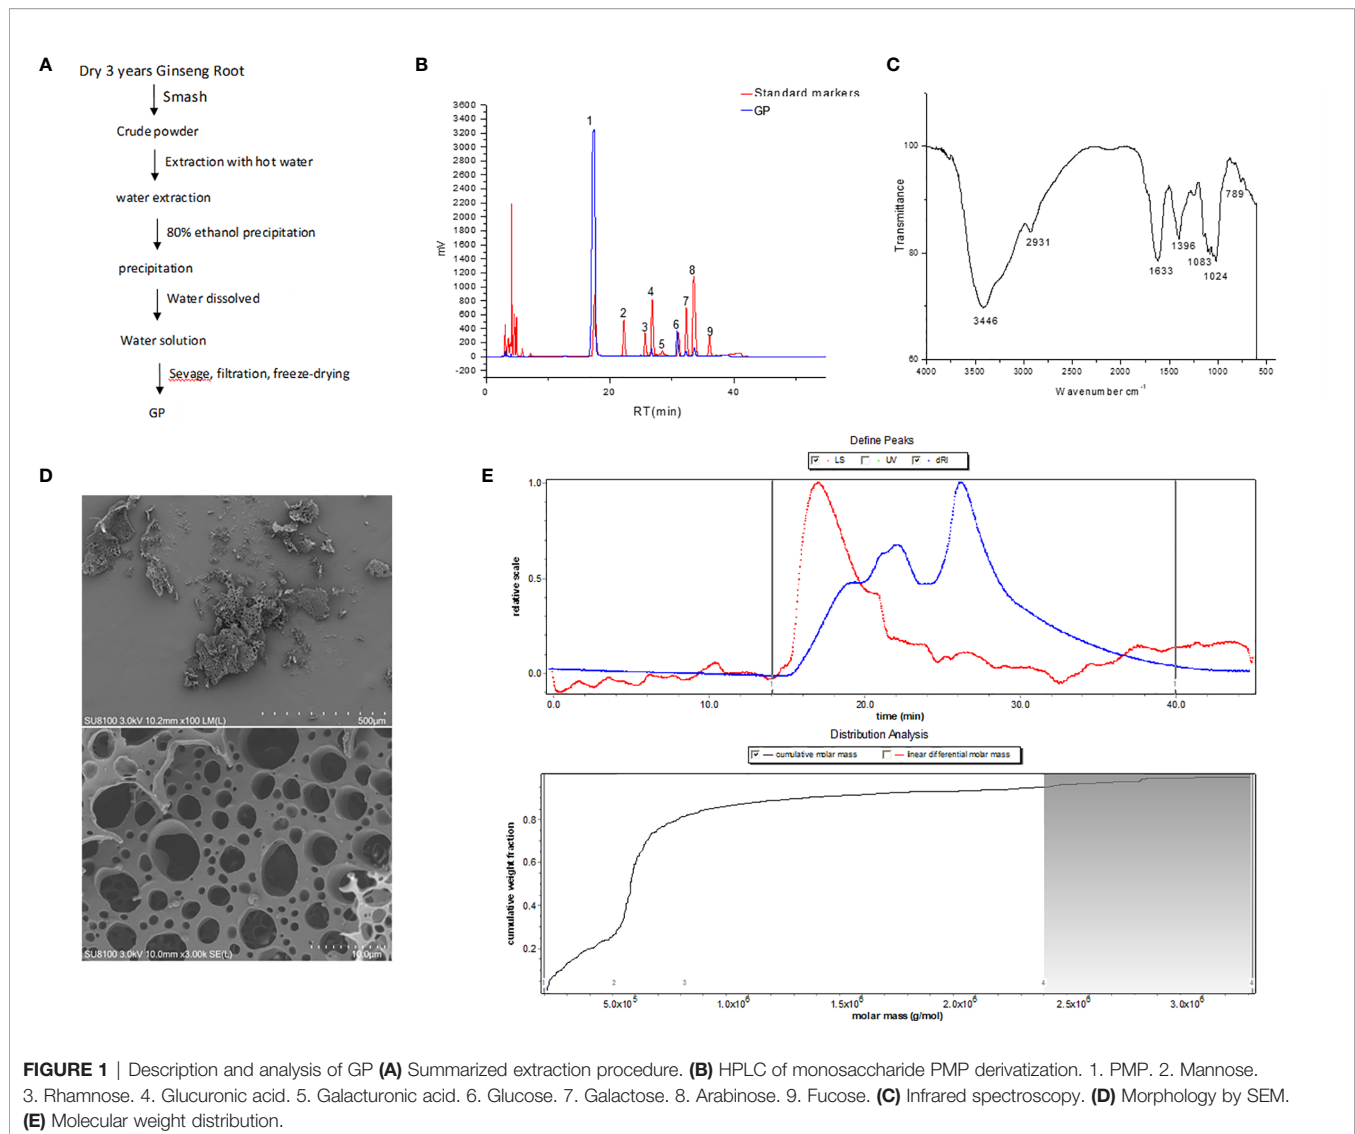 A
Dry 3 years Ginseng Root
Smash
Crude powder
Extraction with hot water
water extraction
80% ethanol precipitation
precipitation
Water dissolved
Water solution
Sevage, filtration, freeze-drying
GP
B
Standard markers
GP
3600
3400
3200
3000
2800
2600
2400
2200
2000
1800
1600
1400
1200
1000
800
600
400
200
0
-200
mV
1
2
3
4
5
6
7
8
9
0
20
40
RT(min)
C
100
80
60
Transmittance
3446
2931
1633
1396
1083
1024
789
4000
3500
3000
2500
2000
1500
1000
500
Wavenumber cm-1
D
SU8100 3.0kV 10.2mm x100 LM(L)
500µm
SU8100 3.0kV 10.0mm x3.00k SE(L)
10.0µm
E
Define Peaks
LS UV dRI
1.0
0.5
0.0
relative scale
1
1
0.0
10.0
20.0
30.0
40.0
time (min)
Distribution Analysis
cumulative molar mass linear differential molar mass
0.8
0.6
0.4
0.2
cumulative weight fraction
1
2
3
4
4
5.0x10^5
1.0x10^6
1.5x10^6
2.0x10^6
2.5x10^6
3.0x10^6
molar mass (g/mol)
FIGURE 1 | Description and analysis of GP (A) Summarized extraction procedure. (B) HPLC of monosaccharide PMP derivatization. 1. PMP. 2. Mannose.
3. Rhamnose. 4. Glucuronic acid. 5. Galacturonic acid. 6. Glucose. 7. Galactose. 8. Arabinose. 9. Fucose. (C) Infrared spectroscopy. (D) Morphology by SEM.
(E) Molecular weight distribution.